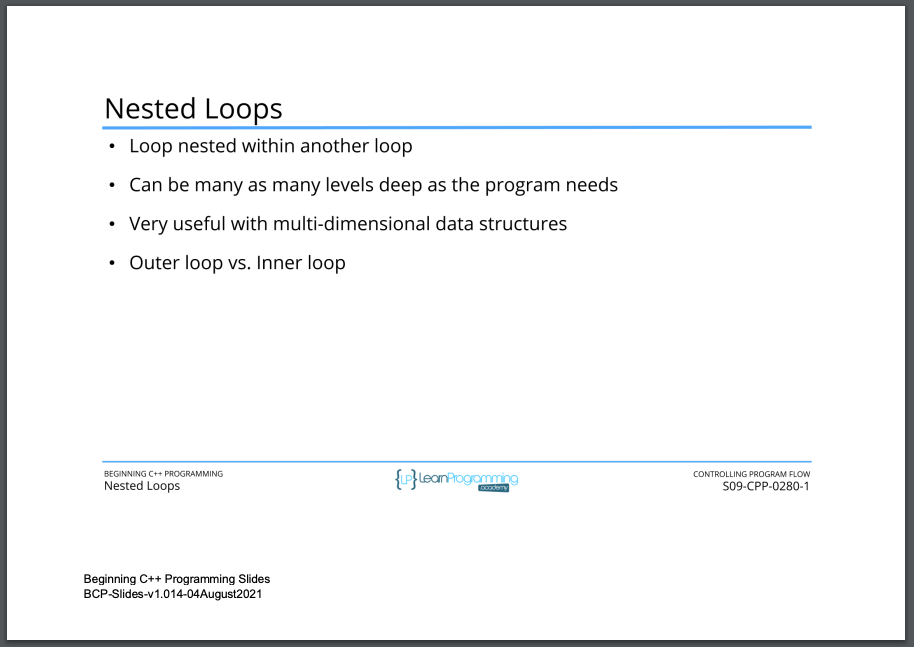 Nested Loops
• Loop nested within another loop
• Can be many as many levels deep as the program needs
• Very useful with multi-dimensional data structures
• Outer loop vs. Inner loop
BEGINNING C++ PROGRAMMING
Nested Loops
{LP} LearnProgramming
academy
CONTROLLING PROGRAM FLOW
S09-CPP-0280-1
Beginning C++ Programming Slides
BCP-Slides-v1.014-04August2021